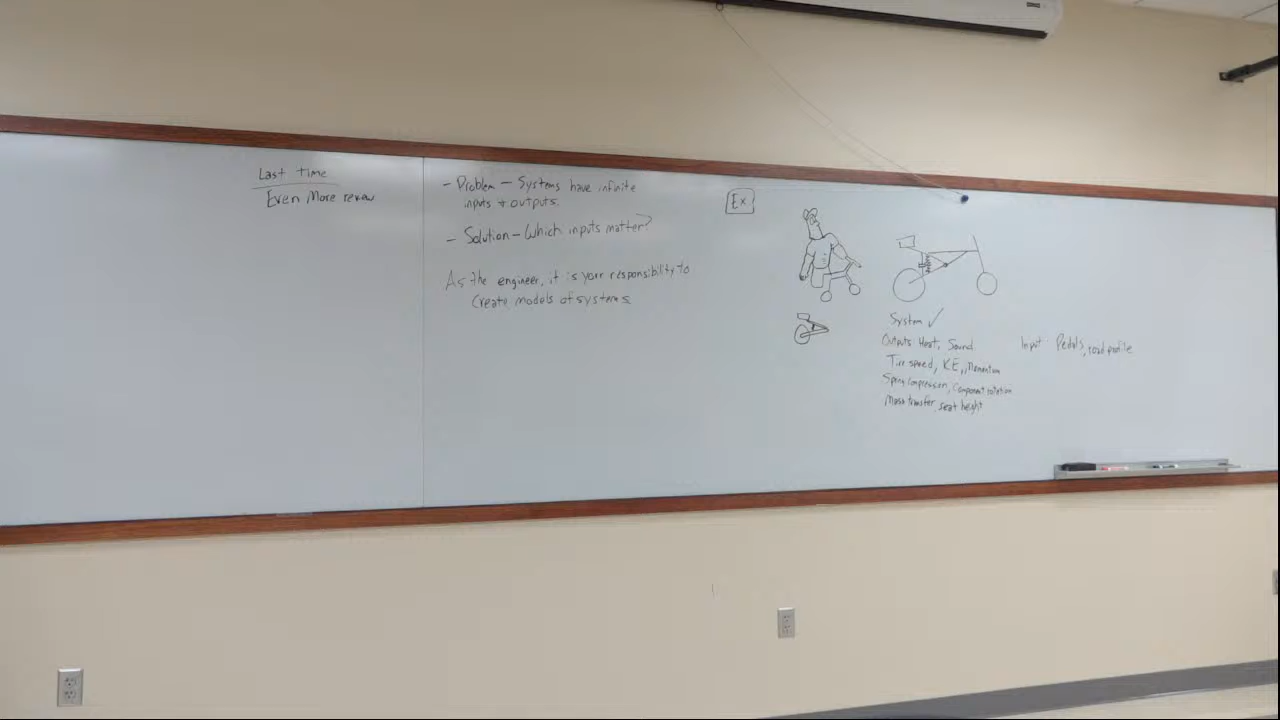 Last Time
Even More review
- Problem - Systems have infinite
inputs + outputs.
- Solution - Which inputs matter?
As the engineer, it is your responsibility to
Create models of systems
Ex
System ✓
Outputs Heat, Sound
Tire speed, KE, Momentum
Spring compression, Component rotation
Mass transfer, seat height
Input Pedals, road profile